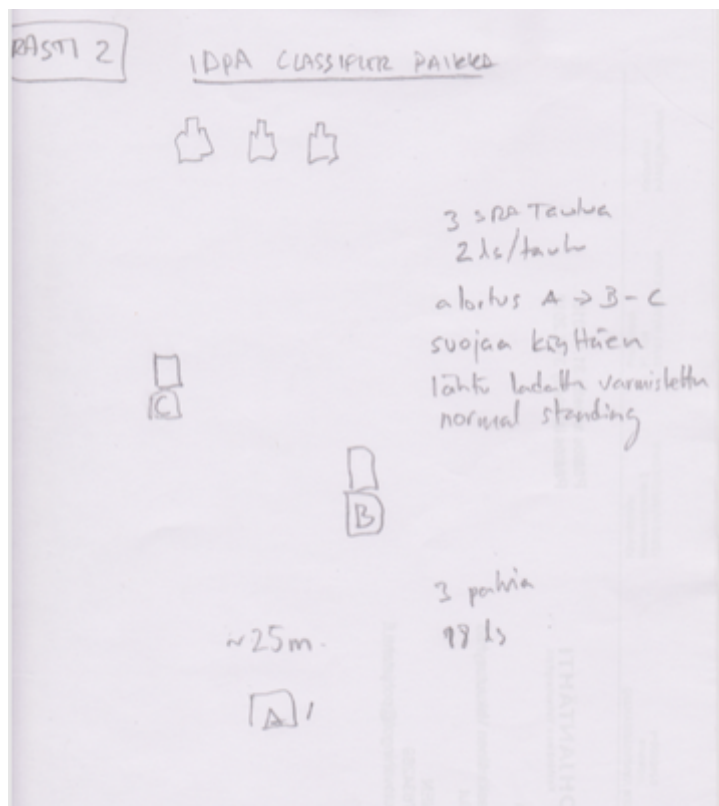 RASTI 2
IDPA CLASSIFIER PAIKKA
3 SRA Taulua
2 ls/taulu
aloitus A → B - C
suojaa käyttäen
lähtö ladattu varmistettu
normal standing
C
B
3 paikkaa
~25m.
18 ls
A